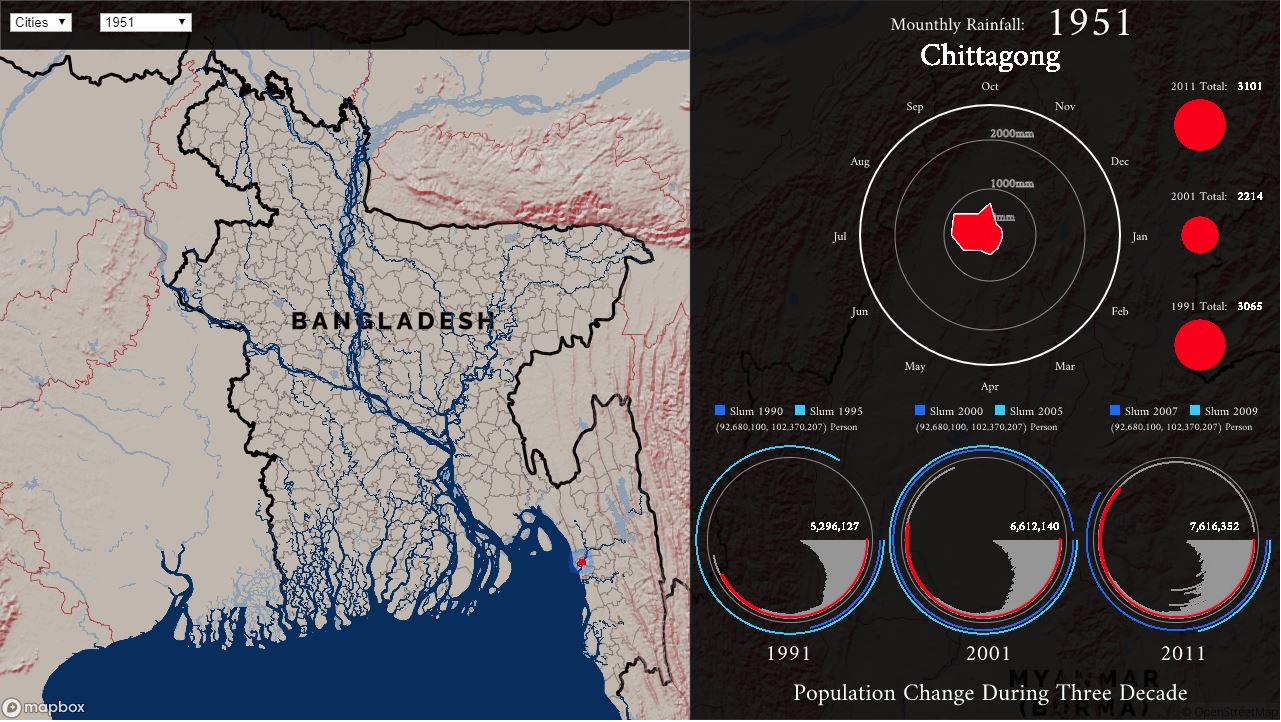 Cities
1951
BANGLADESH
mapbox
Mounthly Rainfall: 1951
Chittagong
Oct
Sep
Nov
Aug
Dec
Jul
Jan
Jun
Feb
May
Mar
Apr
2000mm
1000mm
mm
2011 Total: 3101
2001 Total: 2214
1991 Total: 3065
Slum 1990 Slum 1995
(92,680,100, 102,370,207) Person
Slum 2000 Slum 2005
(92,680,100, 102,370,207) Person
Slum 2007 Slum 2009
(92,680,100, 102,370,207) Person
5,296,127
6,612,140
7,616,352
1991
2001
2011
MYANMAR
(BURMA)
Population Change During Three Decade
© OpenStreetMap